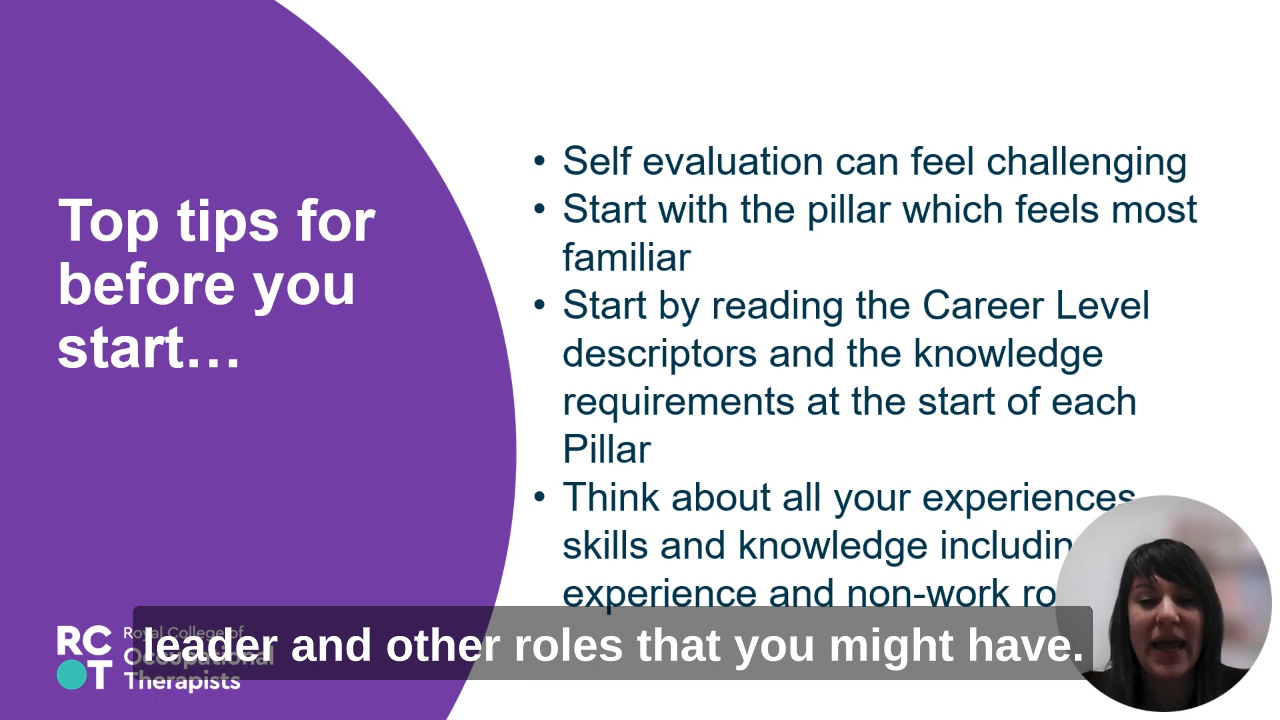 Top tips for
before you
start…
• Self evaluation can feel challenging
• Start with the pillar which feels most
familiar
• Start by reading the Career Level
descriptors and the knowledge
requirements at the start of each
Pillar
• Think about all your experiences
skills and knowledge
experience and non-work
leader and other roles that you might have.
RC
OT
Royal College of
Occupational
Therapists